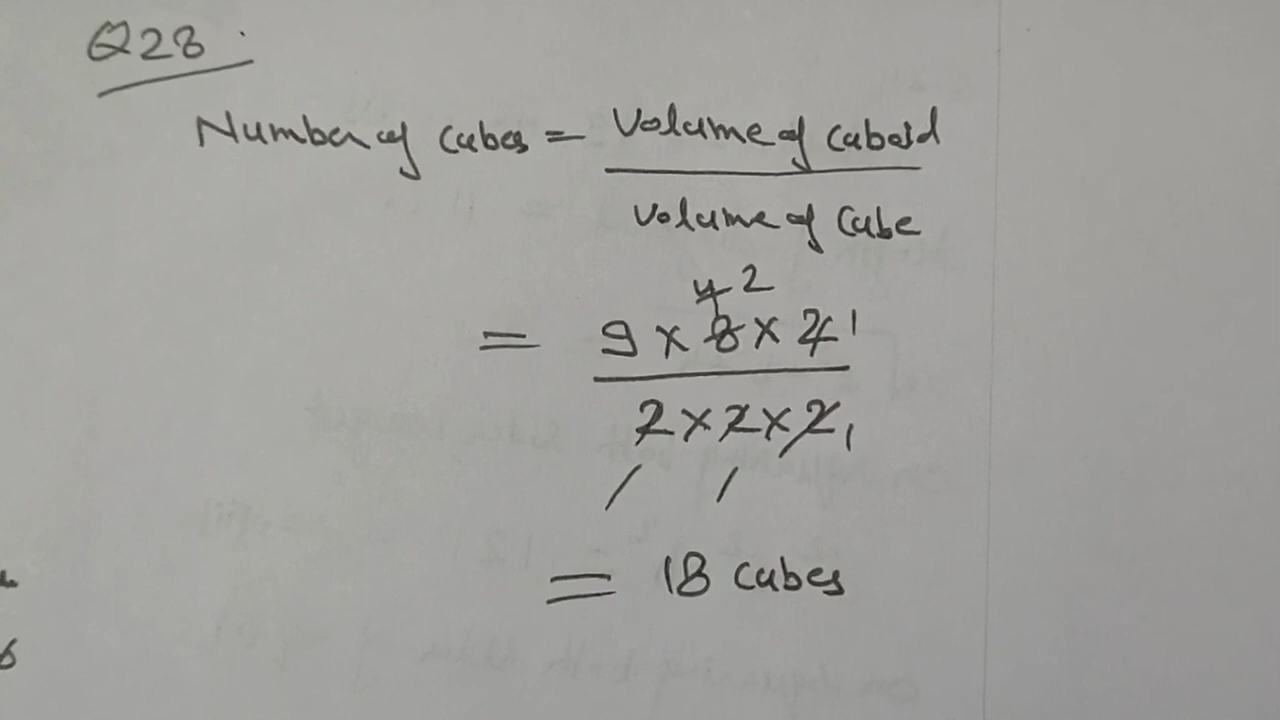 Q28.
Number of cubes = Volume of cuboid
Volume of Cube
4 2
= 9 x 8 x 2 1
2 x 2 x 2 1
1 1
= 18 cubes